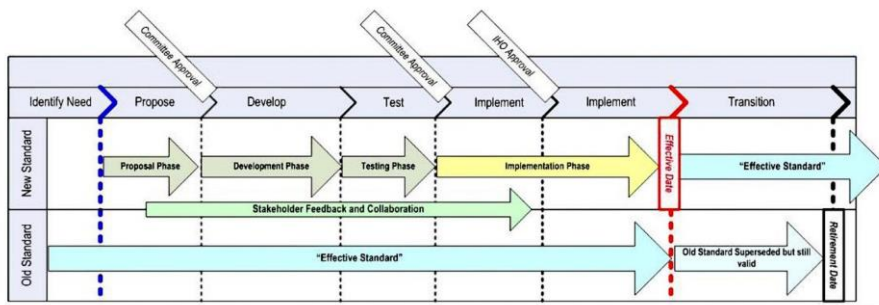 Committee Approval
Committee Approval
IHO Approval
Identify Need
Propose
Develop
Test
Implement
Implement
Transition
New Standard
Proposal Phase
Development Phase
Testing Phase
Implementation Phase
Effective Date
“Effective Standard”
Stakeholder Feedback and Collaboration
Old Standard
“Effective Standard”
Old Standard Superseded but still
valid
Retirement Date